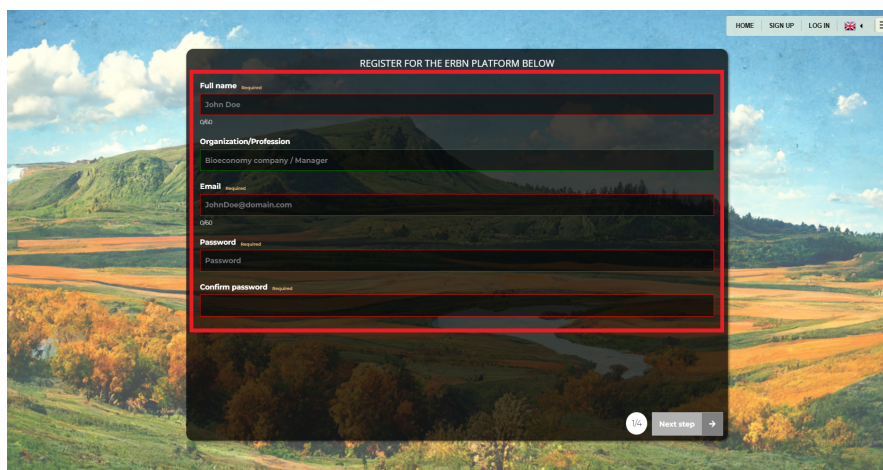 HOME SIGN UP LOG IN
REGISTER FOR THE ERBN PLATFORM BELOW
Full name Required
John Doe
0/60
Organization/Profession
Bioeconomy company / Manager
Email Required
JohnDoe@domain.com
0/60
Password Required
Password
Confirm password Required
1/4 Next step